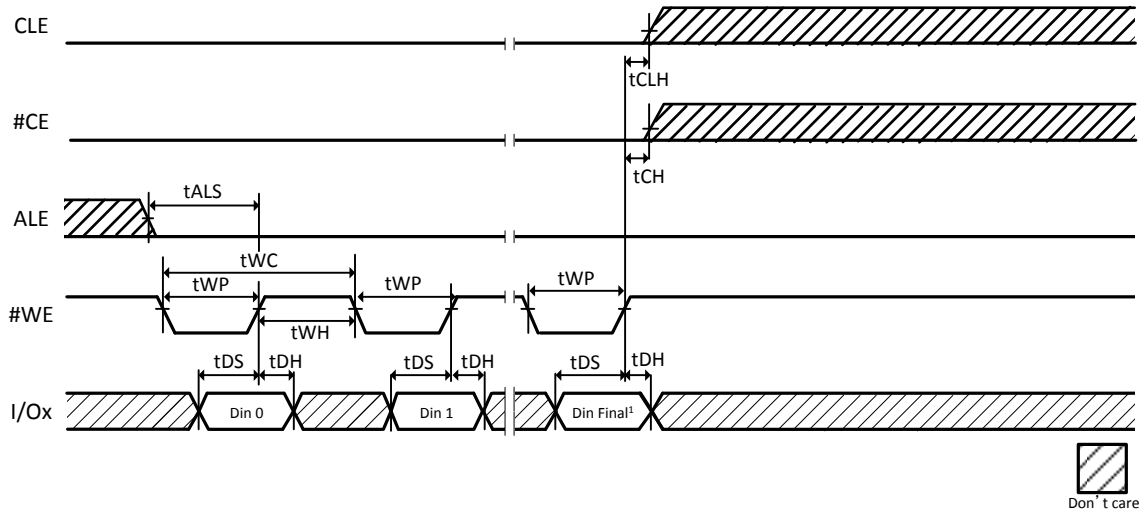 CLE
tCLH
#CE
tCH
tALS
ALE
tWC
tWP tWP tWP
#WE
tWH
tDS tDH tDS tDH tDS tDH
I/Ox Din 0 Din 1 Din Final¹
Don't care